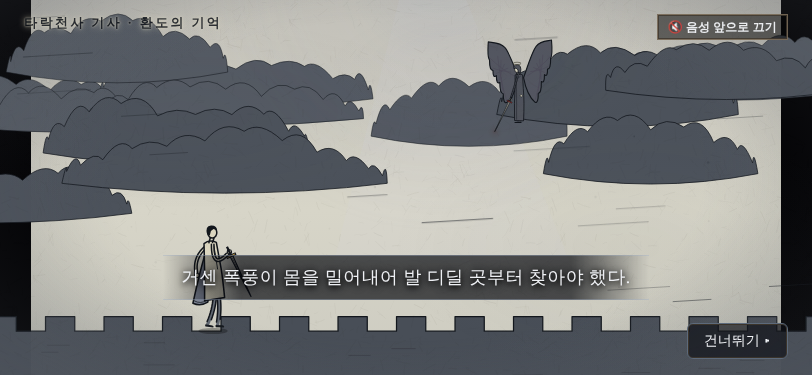 타락천사 기사 · 환도의 기억
음성 앞으로 끄기
거센 폭풍이 몸을 밀어내어 발 디딜 곳부터 찾아야 했다.
건너뛰기 ▸